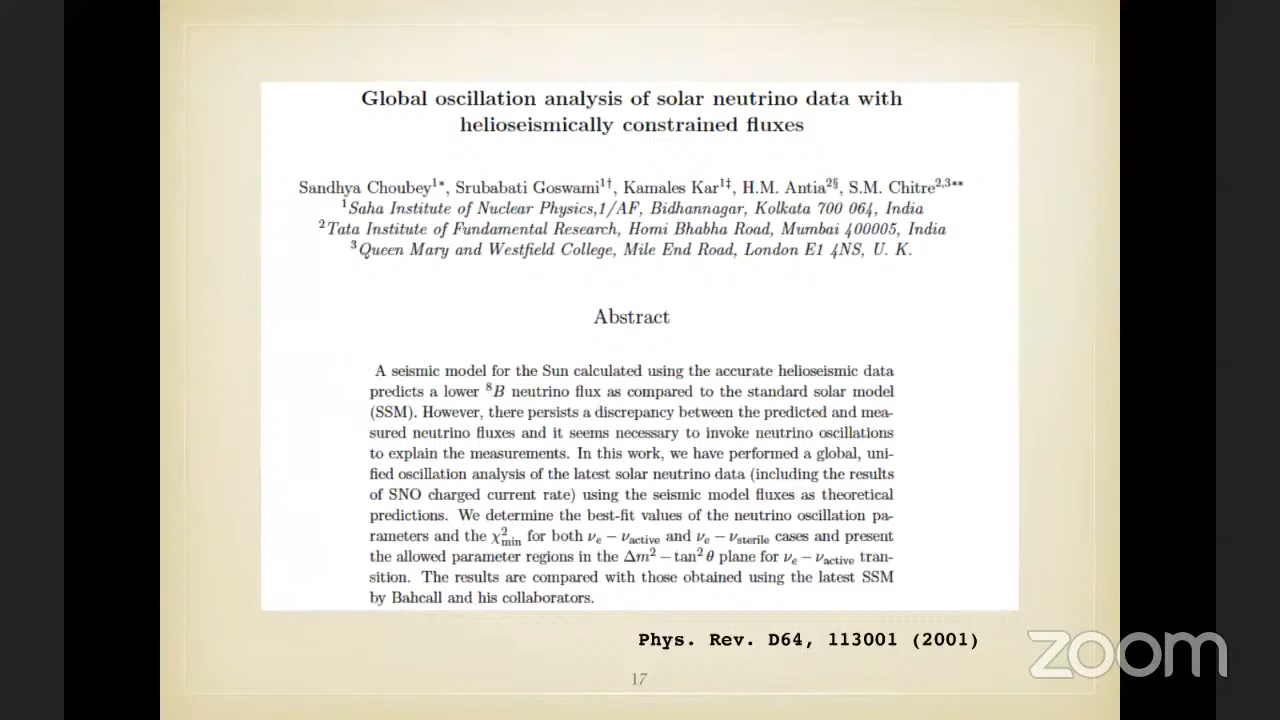 Global oscillation analysis of solar neutrino data with
helioseismically constrained fluxes
Sandhya Choubey¹*, Srubabati Goswami¹†, Kamales Kar¹‡, H.M. Antia²§, S.M. Chitre²,³**
¹Saha Institute of Nuclear Physics,1/AF, Bidhannagar, Kolkata 700 064, India
²Tata Institute of Fundamental Research, Homi Bhabha Road, Mumbai 400005, India
³Queen Mary and Westfield College, Mile End Road, London E1 4NS, U. K.
Abstract
A seismic model for the Sun calculated using the accurate helioseismic data
predicts a lower ⁸B neutrino flux as compared to the standard solar model
(SSM). However, there persists a discrepancy between the predicted and mea-
sured neutrino fluxes and it seems necessary to invoke neutrino oscillations
to explain the measurements. In this work, we have performed a global, uni-
fied oscillation analysis of the latest solar neutrino data (including the results
of SNO charged current rate) using the seismic model fluxes as theoretical
predictions. We determine the best-fit values of the neutrino oscillation pa-
rameters and the χ²min for both νe − νactive and νe − νsterile cases and present
the allowed parameter regions in the Δm² − tan² θ plane for νe − νactive tran-
sition. The results are compared with those obtained using the latest SSM
by Bahcall and his collaborators.
Phys. Rev. D64, 113001 (2001)
zoom
17